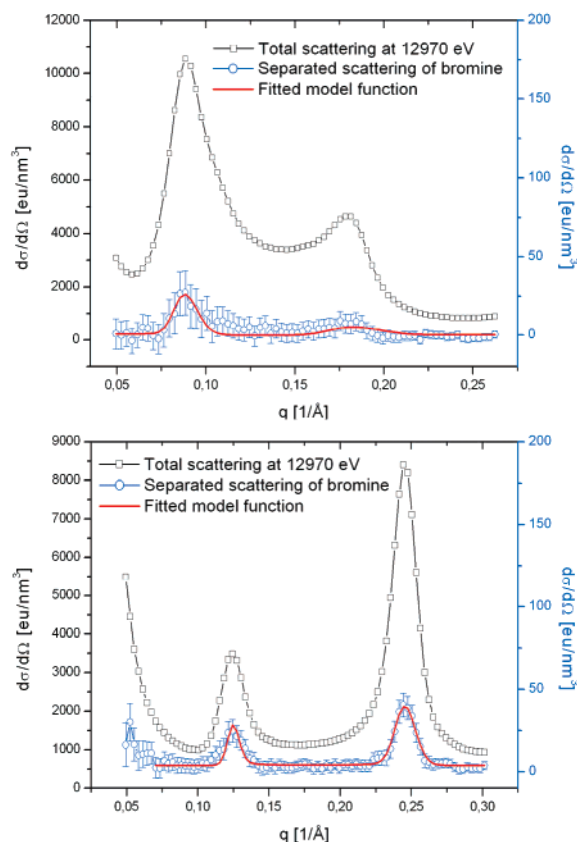 Total scattering at 12970 eV
Separated scattering of bromine
Fitted model function
dσ/dΩ [eu/nm³]
12000
10000
8000
6000
4000
2000
0
200
175
150
125
100
75
50
25
0
dσ/dΩ
[eu/nm³]
0,05 0,10 0,15 0,20 0,25
q [1/Å]
Total scattering at 12970 eV
Separated scattering of bromine
Fitted model function
dσ/dΩ [eu/nm³]
9000
8000
7000
6000
5000
4000
3000
2000
1000
0
200
150
100
50
0
dσ/dΩ
[eu/nm³]
0,05 0,10 0,15 0,20 0,25 0,30
q [1/Å]